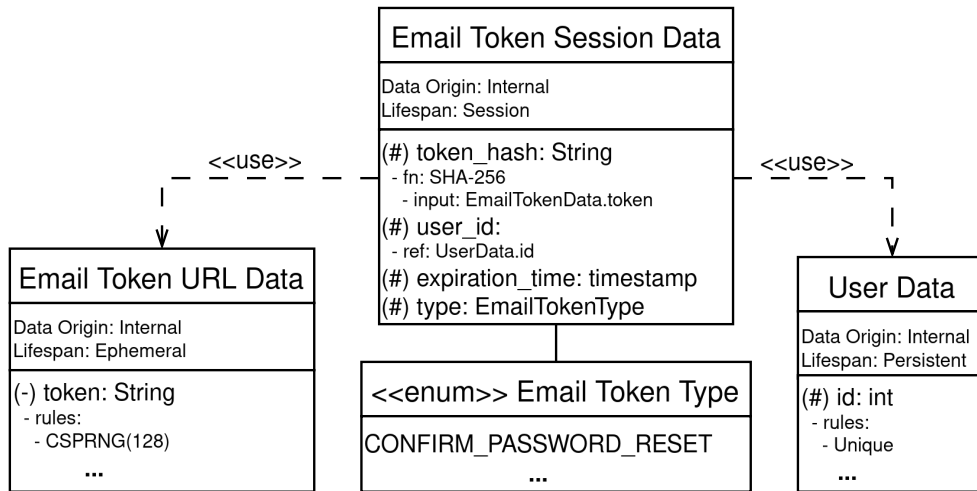 Email Token Session Data
Data Origin: Internal
Lifespan: Session
(#) token_hash: String
- fn: SHA-256
- input: EmailTokenData.token
(#) user_id:
- ref: UserData.id
(#) expiration_time: timestamp
(#) type: EmailTokenType
<<use>>
<<use>>
Email Token URL Data
Data Origin: Internal
Lifespan: Ephemeral
(-) token: String
- rules:
- CSPRNG(128)
...
<<enum>> Email Token Type
CONFIRM_PASSWORD_RESET
...
User Data
Data Origin: Internal
Lifespan: Persistent
(#) id: int
- rules:
- Unique
...